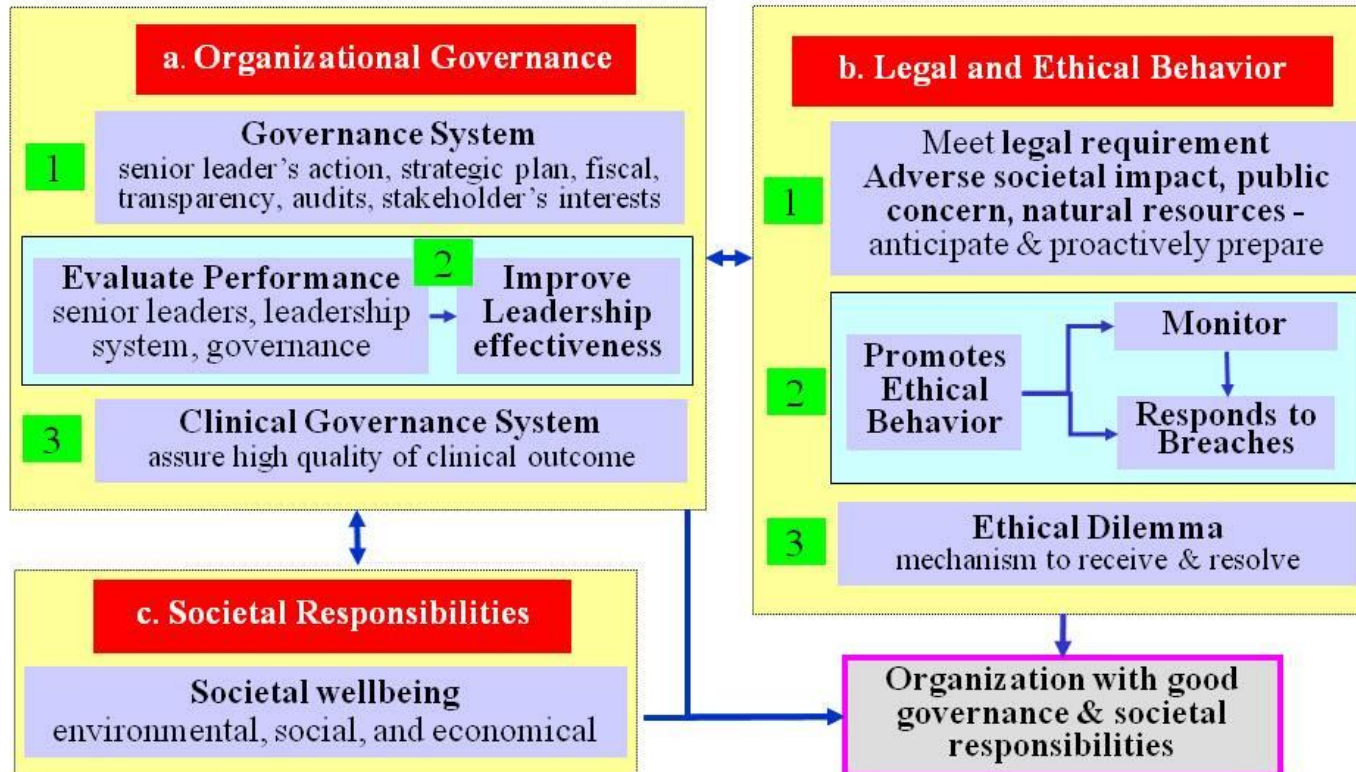 a. Organizational Governance
1
Governance System
senior leader's action, strategic plan, fiscal,
transparency, audits, stakeholder's interests
2
Evaluate Performance
senior leaders, leadership
system, governance
Improve
Leadership
effectiveness
3
Clinical Governance System
assure high quality of clinical outcome
b. Legal and Ethical Behavior
1
Meet legal requirement
Adverse societal impact, public
concern, natural resources -
anticipate & proactively prepare
2
Promotes
Ethical
Behavior
Monitor
Responds to
Breaches
3
Ethical Dilemma
mechanism to receive & resolve
c. Societal Responsibilities
Societal wellbeing
environmental, social, and economical
Organization with good
governance & societal
responsibilities